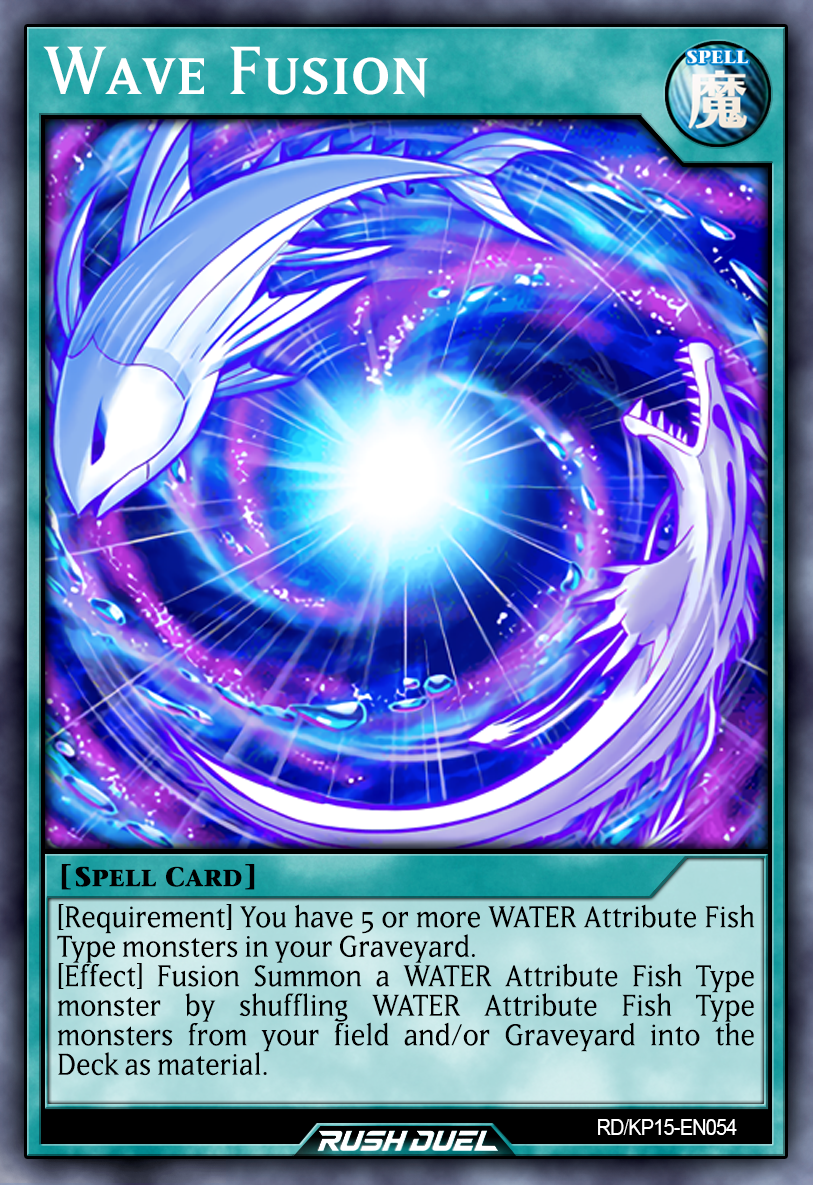 Wave Fusion
SPELL
魔
[Spell Card]
[Requirement] You have 5 or more WATER Attribute Fish
Type monsters in your Graveyard.
[Effect] Fusion Summon a WATER Attribute Fish Type
monster by shuffling WATER Attribute Fish Type
monsters from your field and/or Graveyard into the
Deck as material.
RD/KP15-EN054
RUSH DUEL